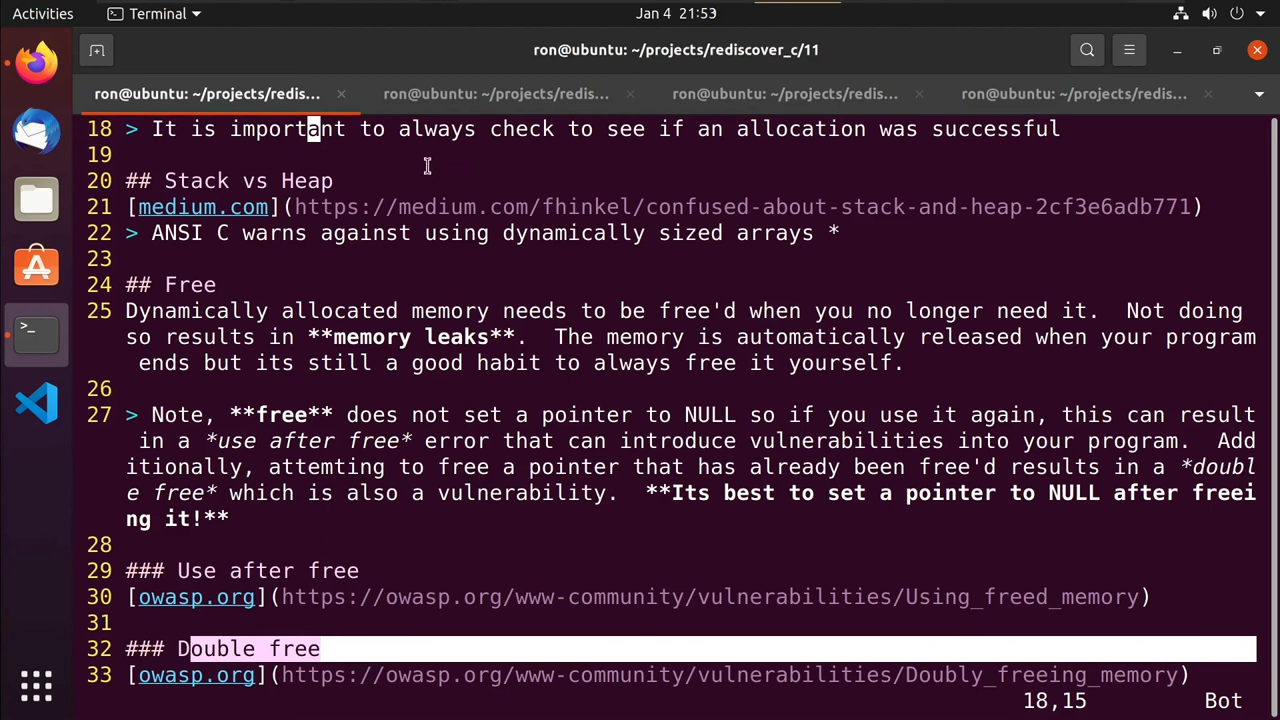 Activities
Terminal
Jan 4 21:53
ron@ubuntu: ~/projects/rediscover_c/11
ron@ubuntu: ~/projects/redis...
ron@ubuntu: ~/projects/redis...
ron@ubuntu: ~/projects/redis...
ron@ubuntu: ~/projects/redis...
18 > It is important to always check to see if an allocation was successful
19
20 ## Stack vs Heap
21 [medium.com](https://medium.com/fhinkel/confused-about-stack-and-heap-2cf3e6adb771)
22 > ANSI C warns against using dynamically sized arrays *
23
24 ## Free
25 Dynamically allocated memory needs to be free'd when you no longer need it.  Not doing
so results in **memory leaks**.  The memory is automatically released when your program
ends but its still a good habit to always free it yourself.
26
27 > Note, **free** does not set a pointer to NULL so if you use it again, this can result
in a *use after free* error that can introduce vulnerabilities into your program.  Add
itionally, attemting to free a pointer that has already been free'd results in a *doubl
e free* which is also a vulnerability.  **Its best to set a pointer to NULL after freei
ng it!**
28
29 ### Use after free
30 [owasp.org](https://owasp.org/www-community/vulnerabilities/Using_freed_memory)
31
32 ### Double free
33 [owasp.org](https://owasp.org/www-community/vulnerabilities/Doubly_freeing_memory)
18,15 Bot